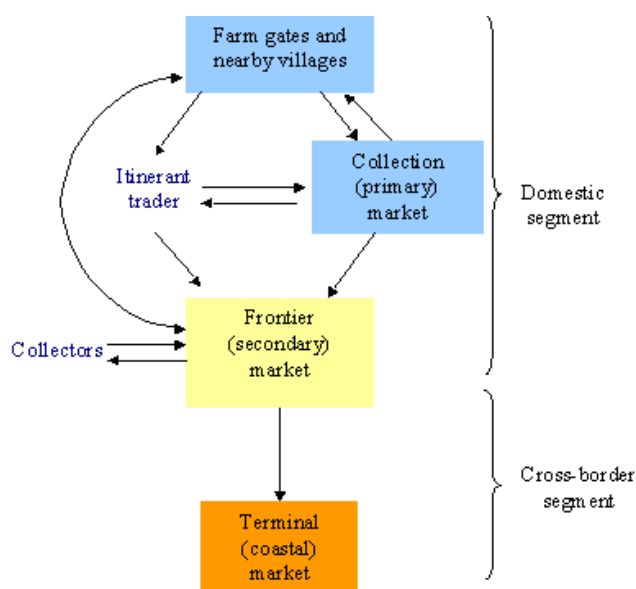 Farm gates and
nearby villages
Itinerant
trader
Collection
(primary)
market
Domestic
segment
Frontier
(secondary)
market
Collectors
Cross-border
segment
Terminal
(coastal)
market